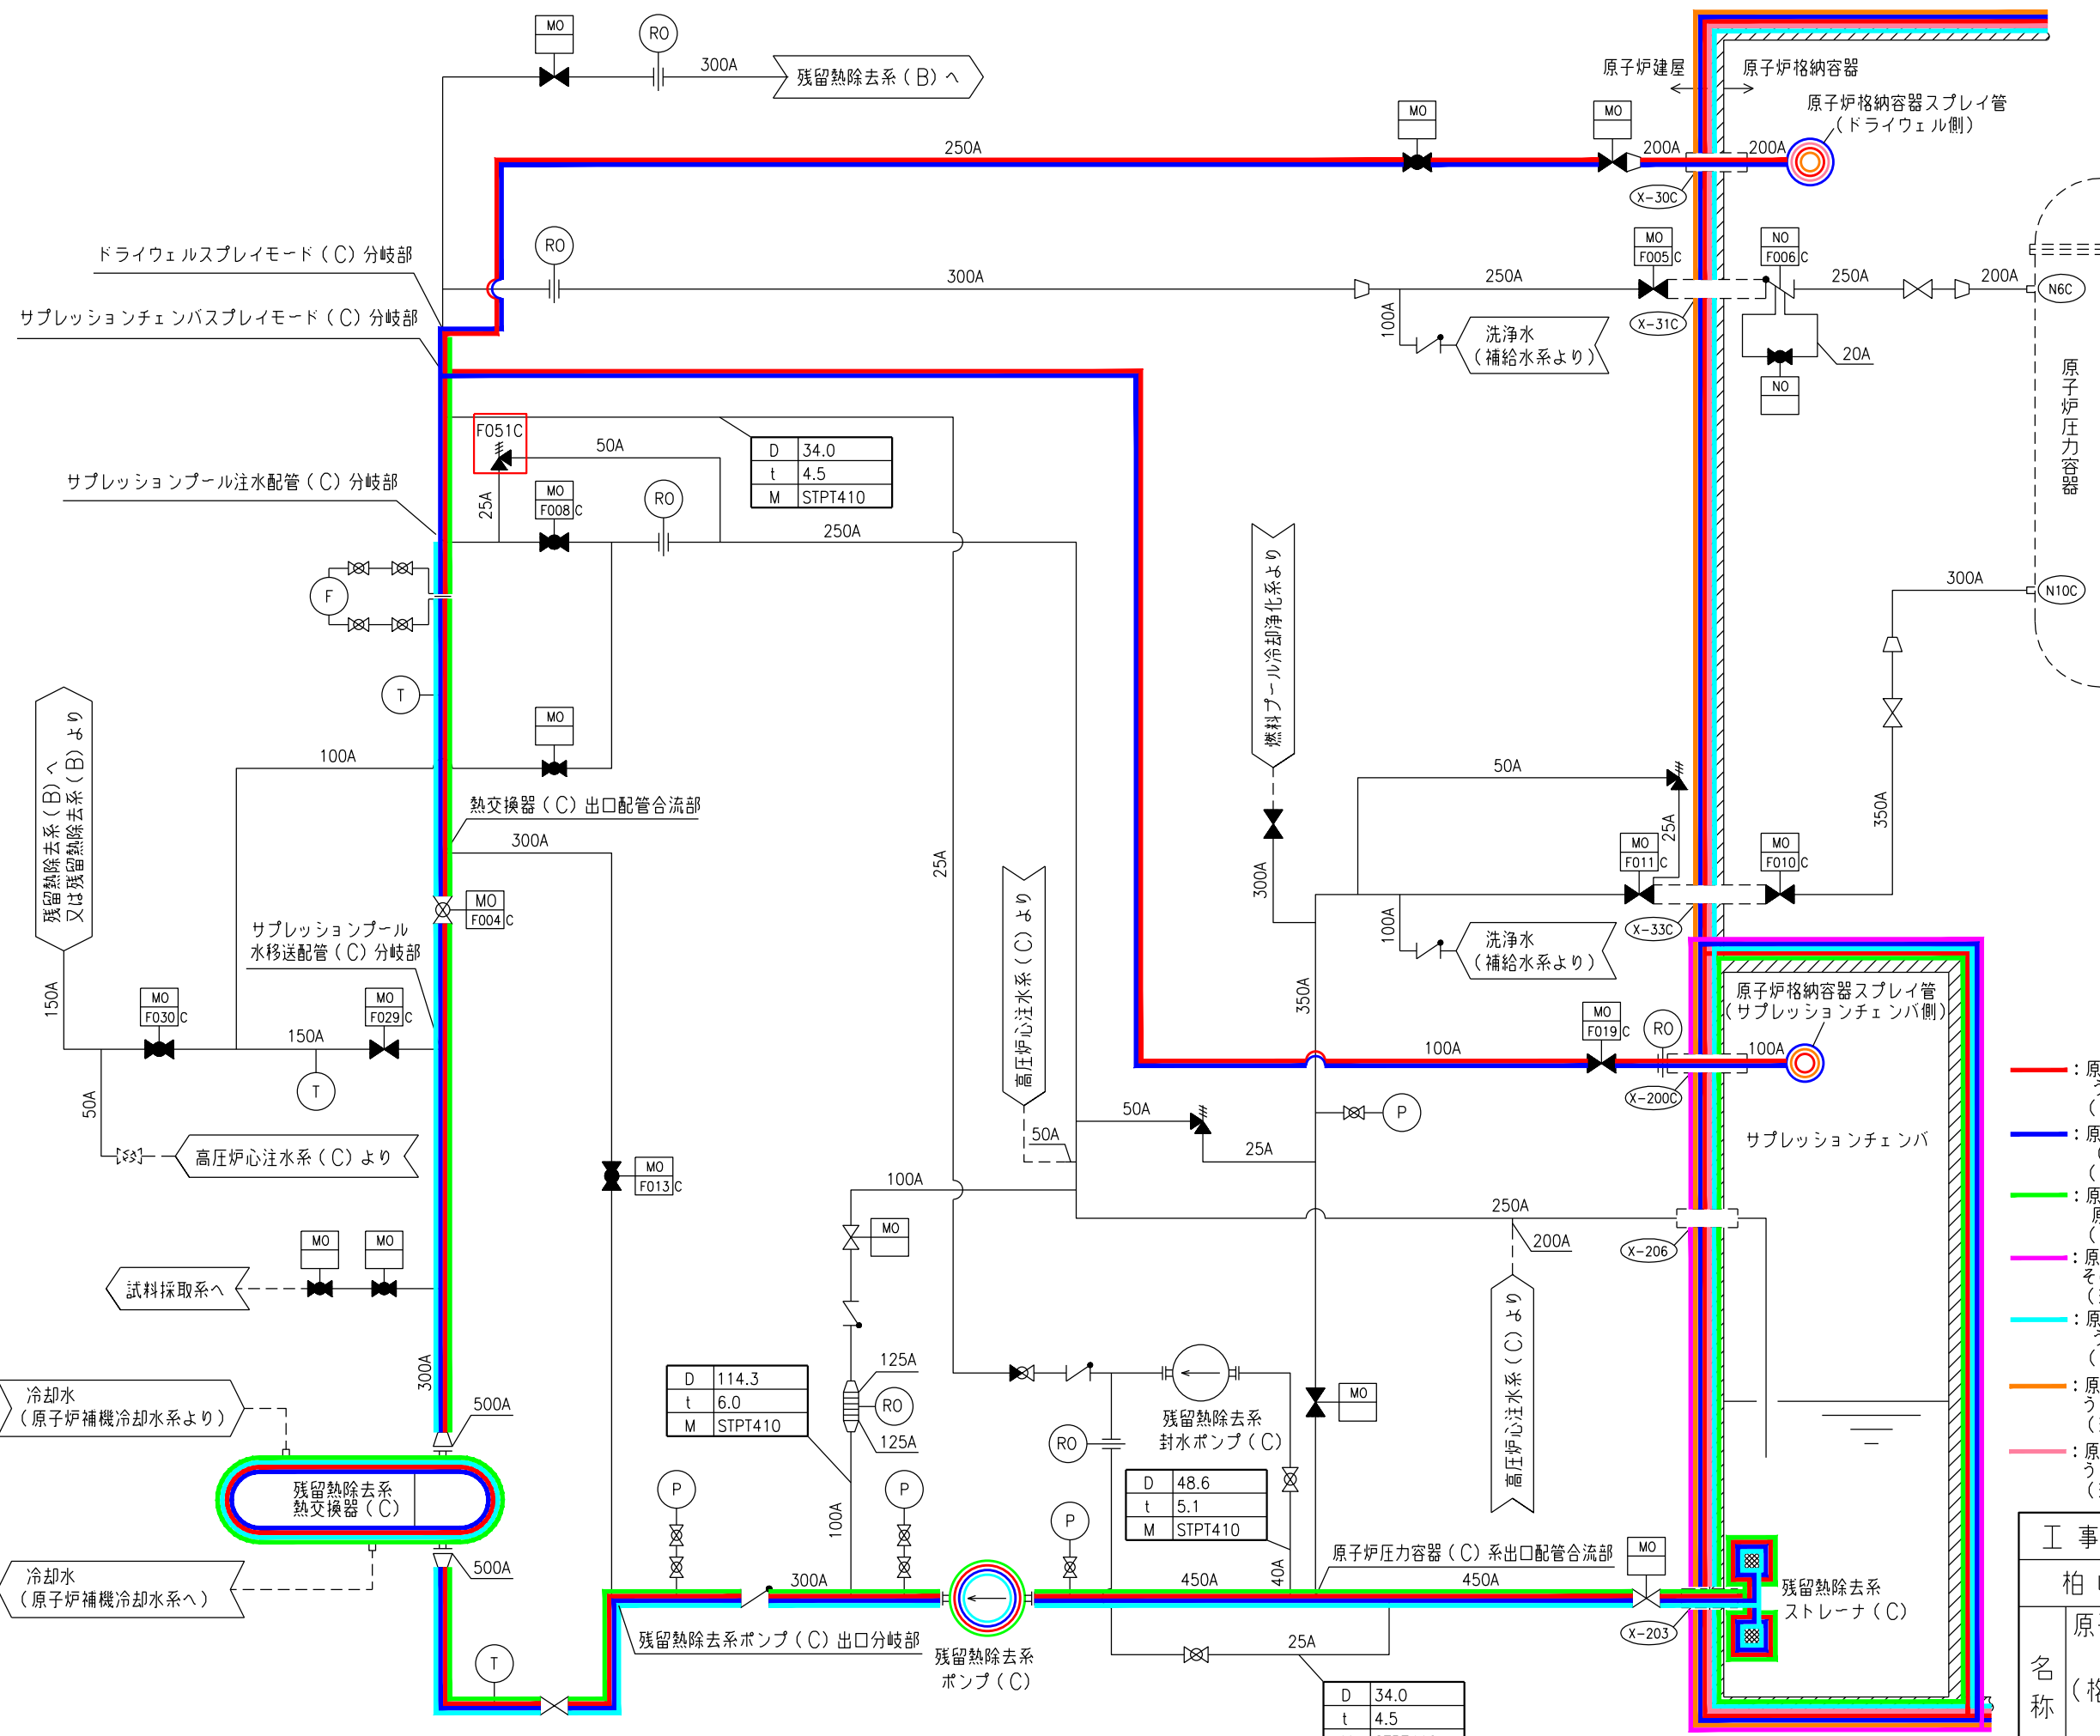 MO
RO
300A
残留熱除去系(B)へ
原子炉建屋
原子炉格納容器
原子炉格納容器スプレイ管
(ドライウェル側)
MO
MO
250A
200A
200A
X-30C
ドライウェルスプレイモード(C)分岐部
RO
300A
250A
MO
F005C
NO
F006C
250A
200A
N6C
サプレッションチェンバスプレイモード(C)分岐部
100A
洗浄水
(補給水系より)
X-31C
20A
NO
原子炉圧力容器
F051C
50A
25A
D 34.0
t 4.5
M STPT410
サプレッションプール注水配管(C)分岐部
MO
F008C
RO
250A
F
T
燃料プール冷却浄化系より
300A
N10C
残留熱除去系(B)へ
又は残留熱除去系(B)より
MO
100A
熱交換器(C)出口配管合流部
300A
25A
50A
25A
350A
MO
F011C
MO
F010C
300A
MO
F004C
サプレッションプール
水移送配管(C)分岐部
高圧炉心注水系(C)より
100A
洗浄水
(補給水系より)
X-33C
150A
MO
F030C
150A
MO
F029C
T
350A
原子炉格納容器スプレイ管
(サプレッションチェンバ側)
MO
F019C
RO
100A
100A
X-200C
50A
高圧炉心注水系(C)より
50A
50A
25A
P
サプレッションチェンバ
MO
F013C
100A
MO
250A
200A
X-206
MO
MO
試料採取系へ
高圧炉心注水系(C)より
300A
冷却水
(原子炉補機冷却水系より)
500A
D 114.3
t 6.0
M STPT410
125A
RO
125A
残留熱除去系
封水ポンプ(C)
RO
MO
残留熱除去系
熱交換器(C)
P
P
P
100A
D 48.6
t 5.1
M STPT410
40A
冷却水
(原子炉補機冷却水系へ)
500A
300A
450A
原子炉圧力容器(C)系出口配管合流部
450A
MO
残留熱除去系
ストレーナ(C)
X-203
残留熱除去系ポンプ(C)出口分岐部
残留熱除去系
ポンプ(C)
25A
T
D 34.0
t 4.5
:原
:原
:原
:原
そ
:原
:原
う
:原
う
工事
柏
名称
原
(格